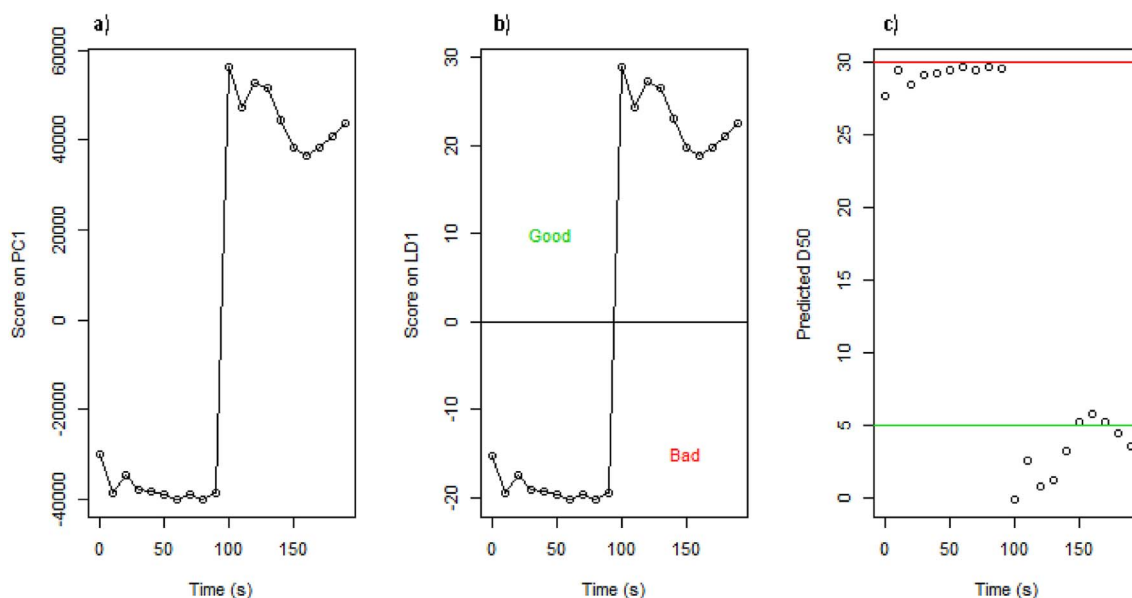 a)
60000
40000
20000
0
-20000
-40000
Score on PC1
0 50 100 150
Time (s)
b)
30
20
10
0
-10
-20
Score on LD1
Good
Bad
0 50 100 150
Time (s)
c)
30
25
20
15
10
5
0
Predicted D50
0 50 100 150
Time (s)